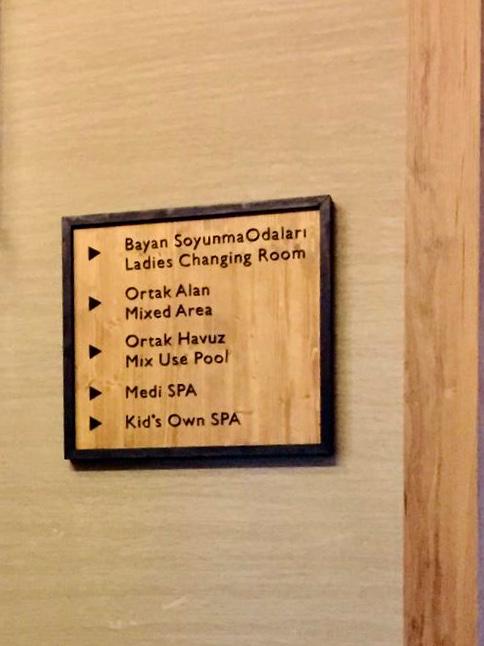 Bayan SoyunmaOdaları
Ladies Changing Room
Ortak Alan
Mixed Area
Ortak Havuz
Mix Use Pool
Medi SPA
Kid's Own SPA